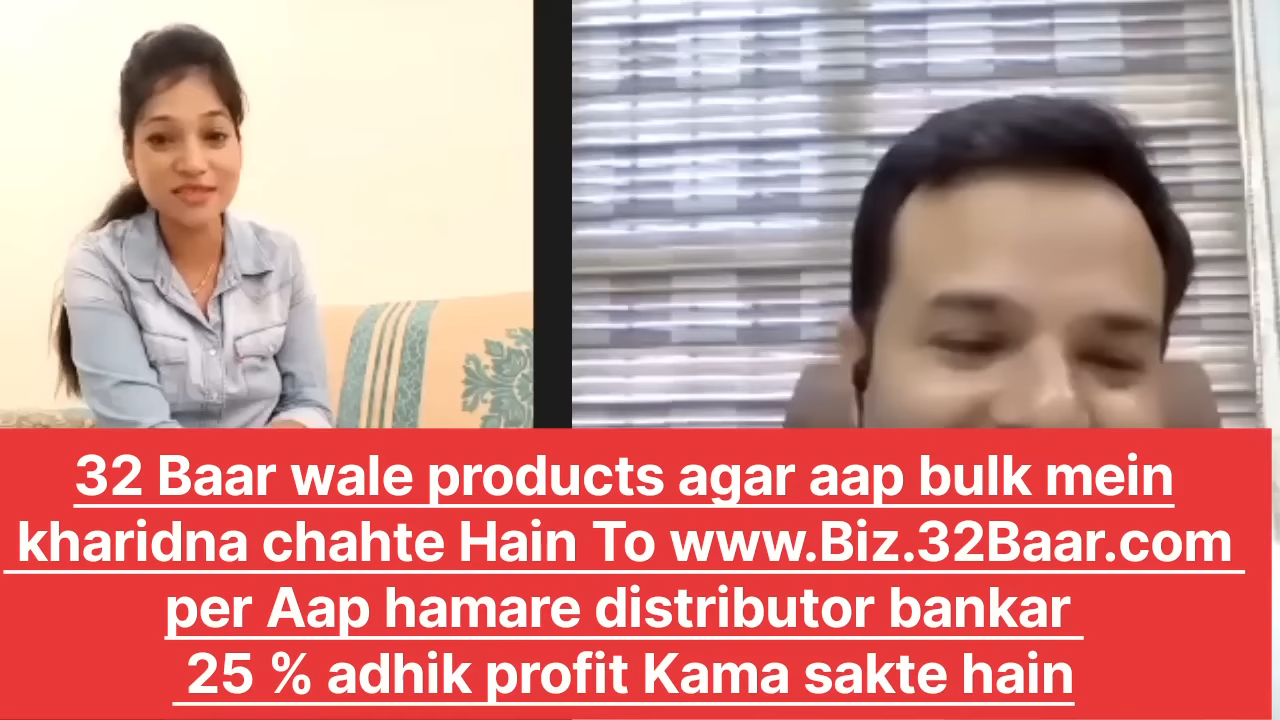 32 Baar wale products agar aap bulk mein
kharidna chahte Hain To www.Biz.32Baar.com
per Aap hamare distributor bankar
25 % adhik profit Kama sakte hain